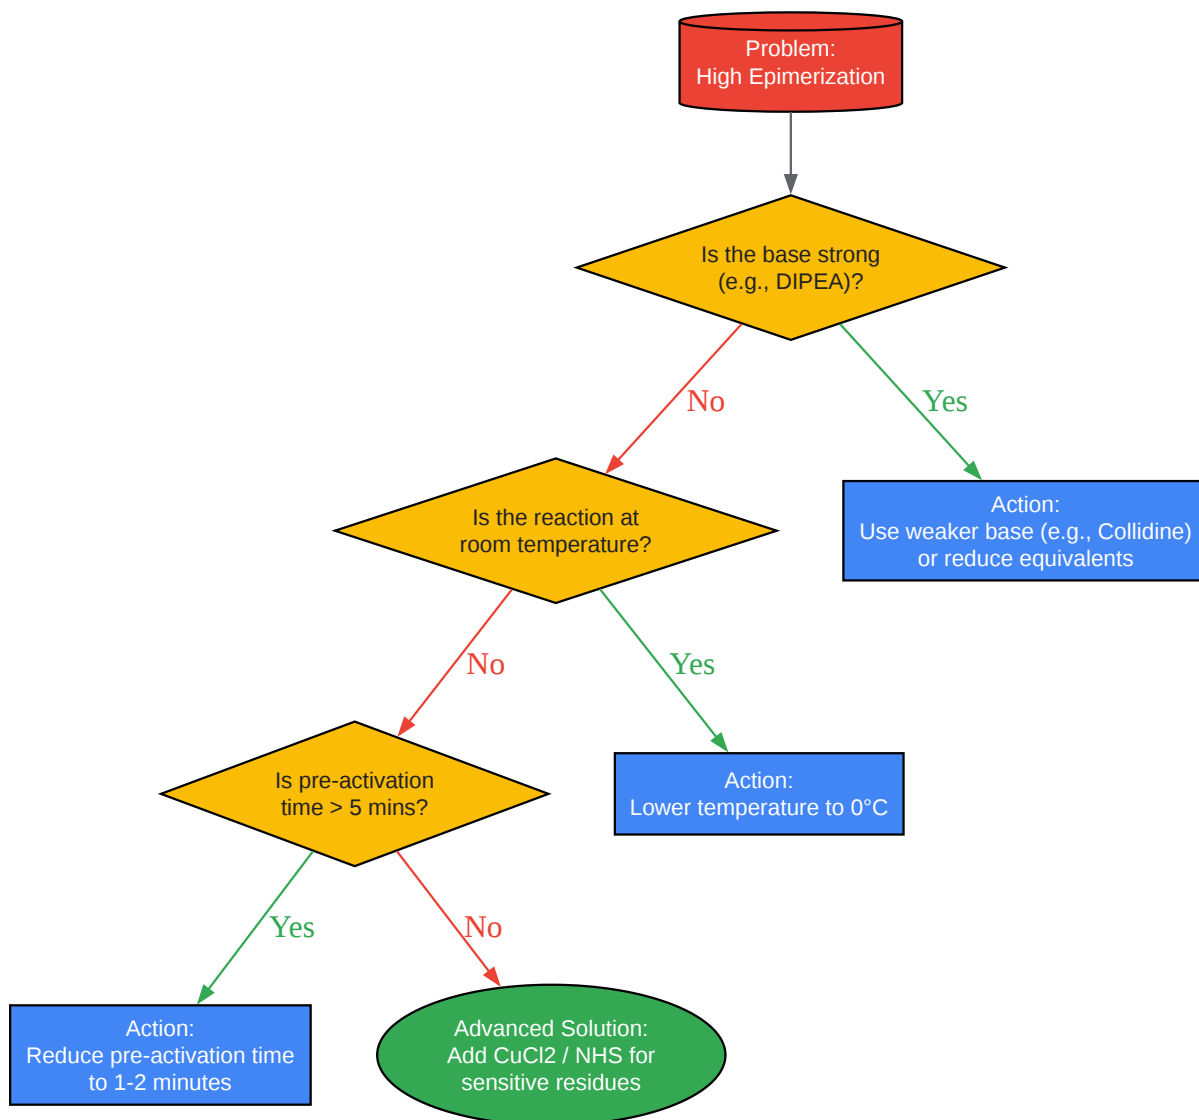 Problem:
High Epimerization
Is the base strong
(e.g., DIPEA)?
No
Yes
Is the reaction at
room temperature?
Action:
Use weaker base (e.g., Collidine)
or reduce equivalents
No
Yes
Is pre-activation
time > 5 mins?
Action:
Lower temperature to 0°C
Yes
No
Action:
Reduce pre-activation time
to 1-2 minutes
Advanced Solution:
Add CuCl2 / NHS for
sensitive residues